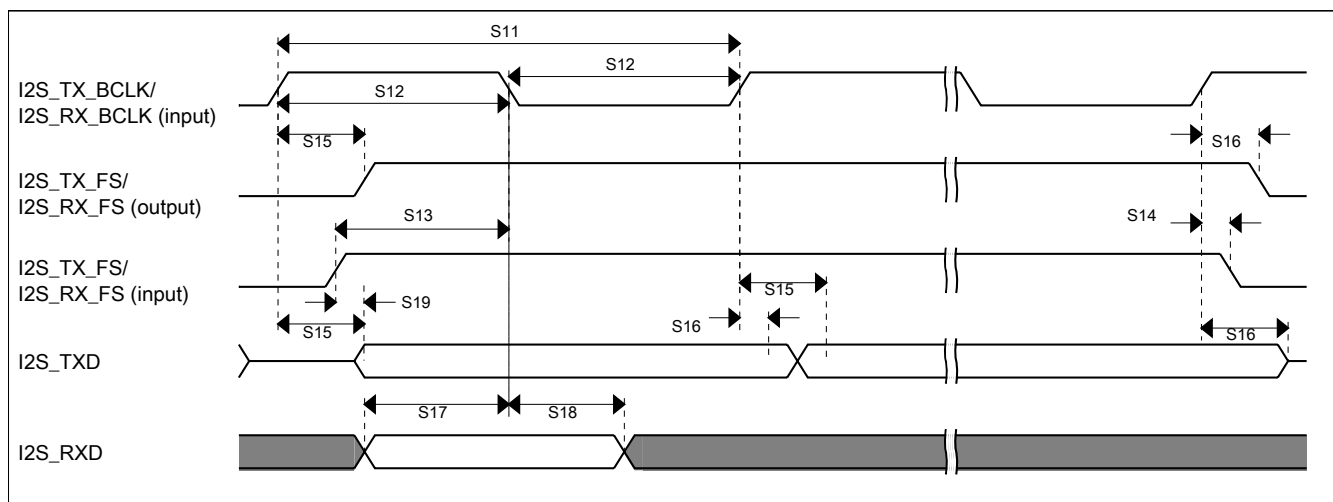 S11
I2S_TX_BCLK/
I2S_RX_BCLK (input)
S12
S12
S15
S16
I2S_TX_FS/
I2S_RX_FS (output)
S13
S14
I2S_TX_FS/
I2S_RX_FS (input)
S15
S19
S15
S16
S16
I2S_TXD
S17
S18
I2S_RXD